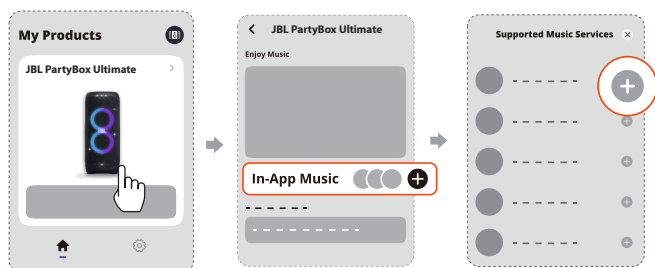 My Products
JBL PartyBox Ultimate
JBL PartyBox Ultimate
Enjoy Music
In-App Music
Supported Music Services